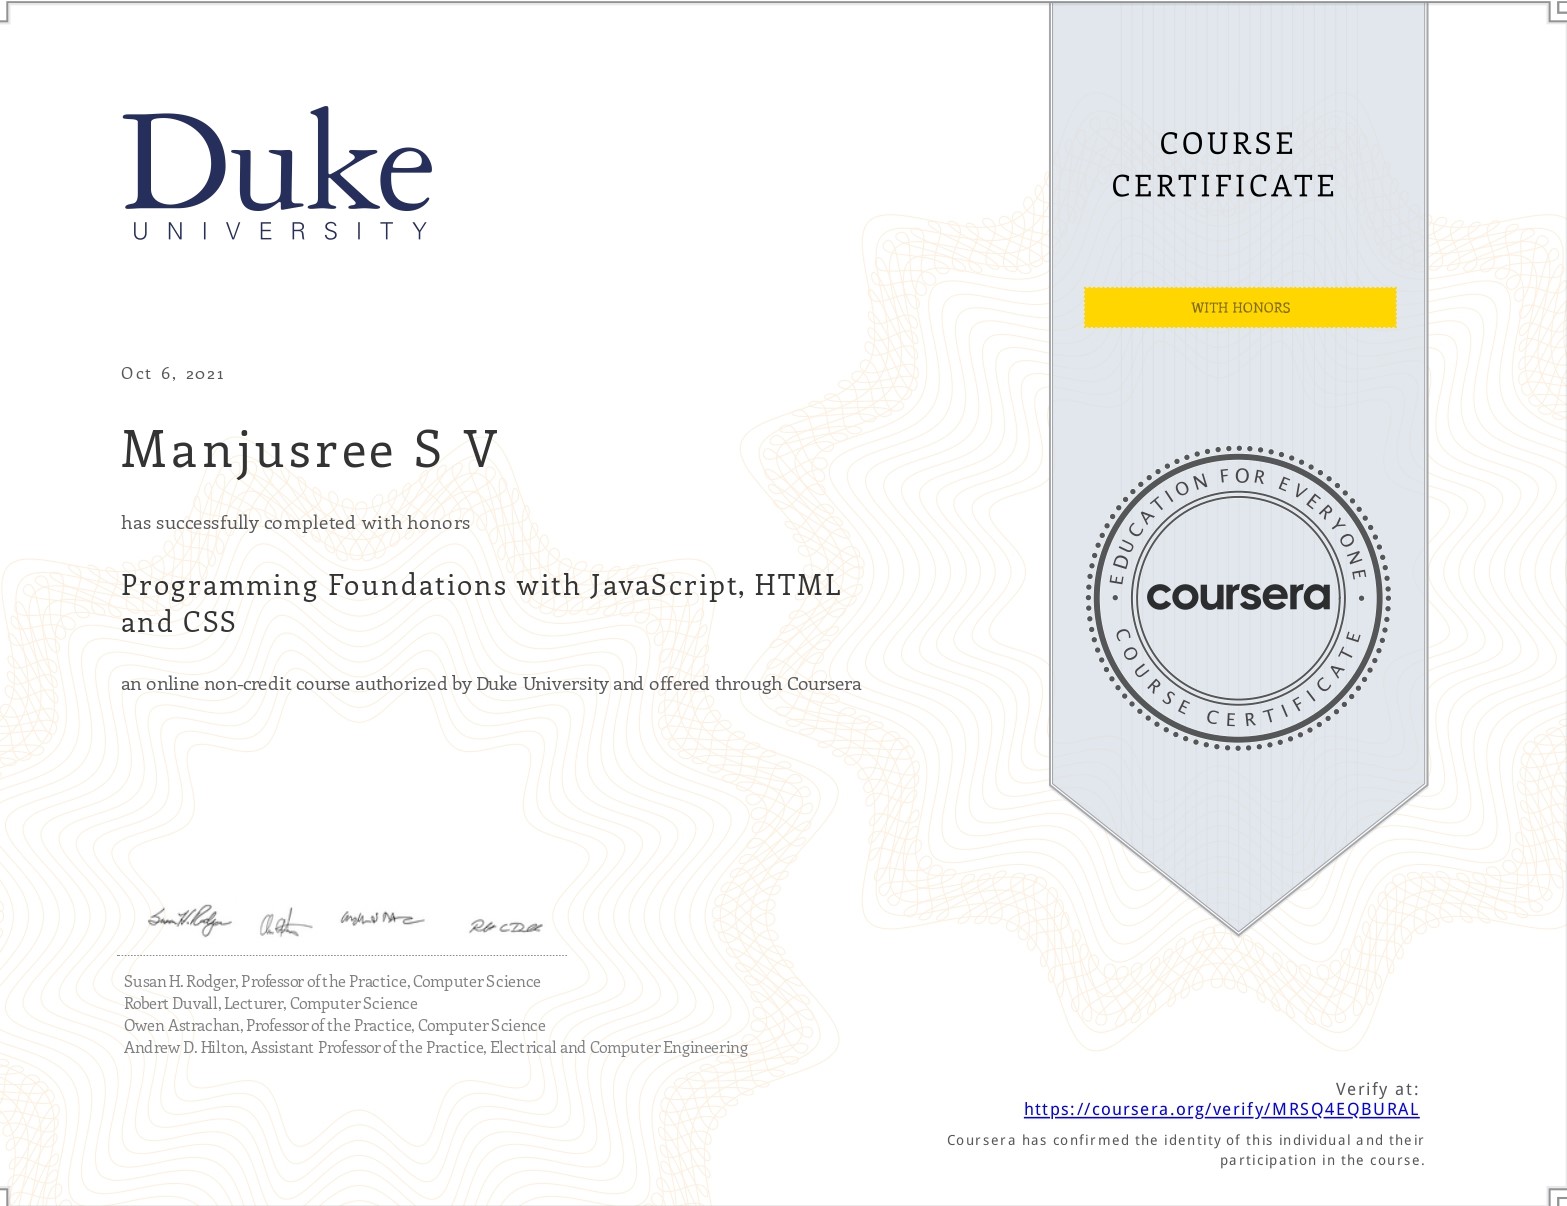 Duke
UNIVERSITY
COURSE
CERTIFICATE
WITH HONORS
Oct 6, 2021
Manjusree S V
has successfully completed with honors
Programming Foundations with JavaScript, HTML
and CSS
an online non-credit course authorized by Duke University and offered through Coursera
EDUCATION FOR EVERYONE
coursera
COURSE CERTIFICATE
Susan H. Rodger, Professor of the Practice, Computer Science
Robert Duvall, Lecturer, Computer Science
Owen Astrachan, Professor of the Practice, Computer Science
Andrew D. Hilton, Assistant Professor of the Practice, Electrical and Computer Engineering
Verify at:
https://coursera.org/verify/MRSQ4EQBURAL
Coursera has confirmed the identity of this individual and their
participation in the course.